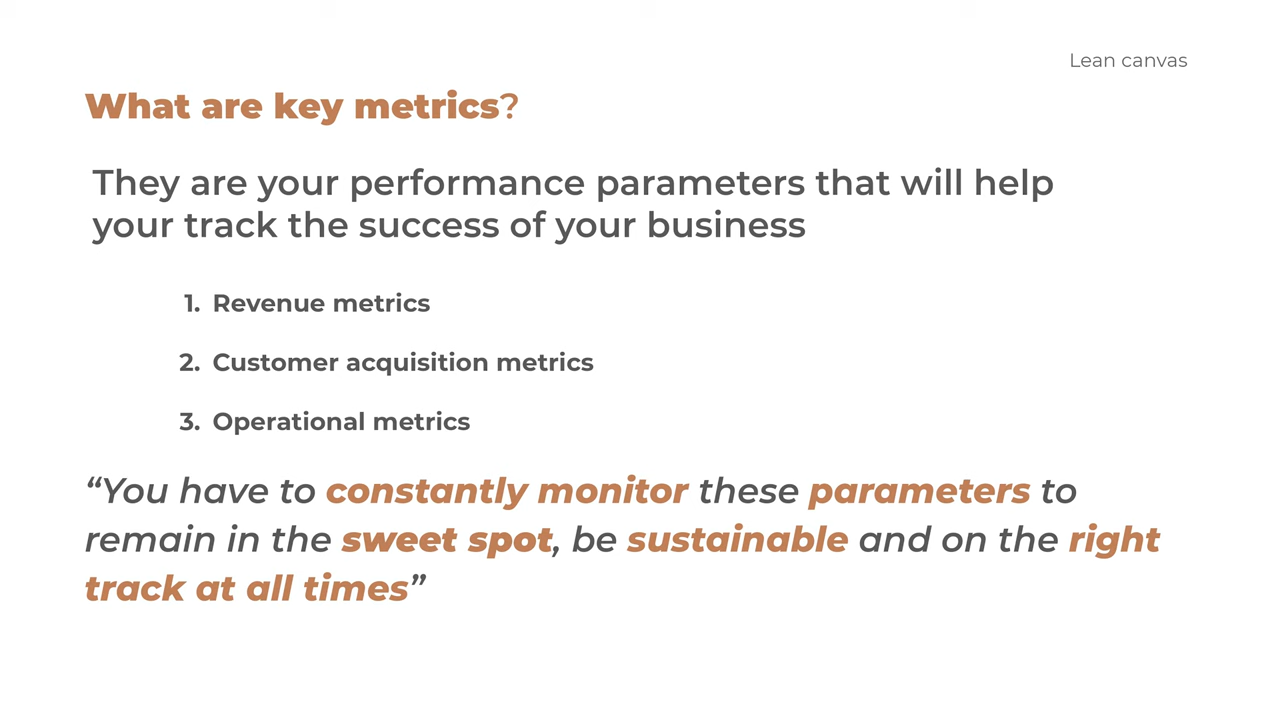 Lean canvas
What are key metrics?
They are your performance parameters that will help
your track the success of your business
1. Revenue metrics
2. Customer acquisition metrics
3. Operational metrics
“You have to constantly monitor these parameters to
remain in the sweet spot, be sustainable and on the right
track at all times”